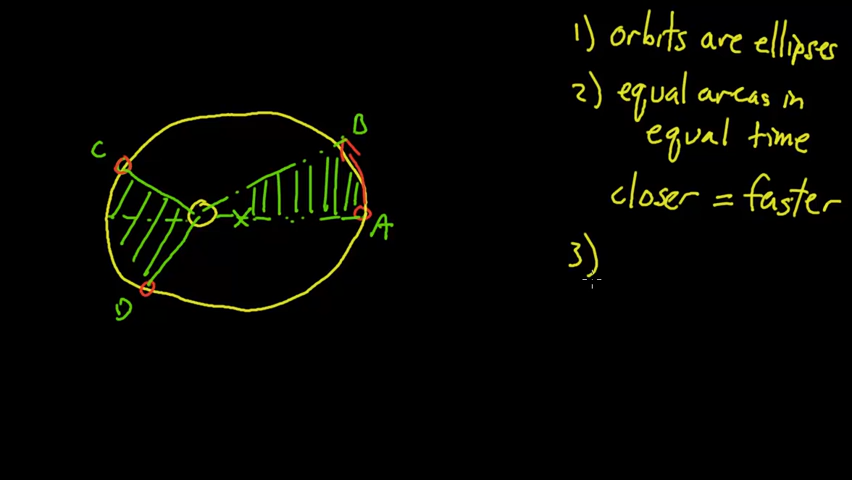 1) orbits are ellipses
2) equal areas in
equal time
closer = faster
3)
B
C
x
A
D